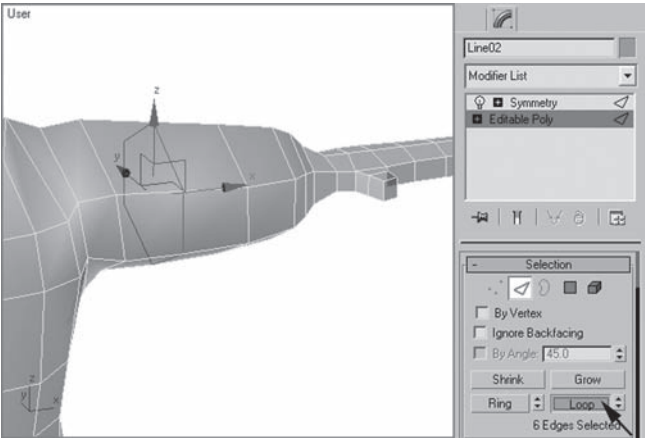 User
Line02
Modifier List
Symmetry
Editable Poly
z
y
x
z
y
x
Selection
By Vertex
Ignore Backfacing
By Angle: 45.0
Shrink Grow
Ring Loop
6 Edges Selected